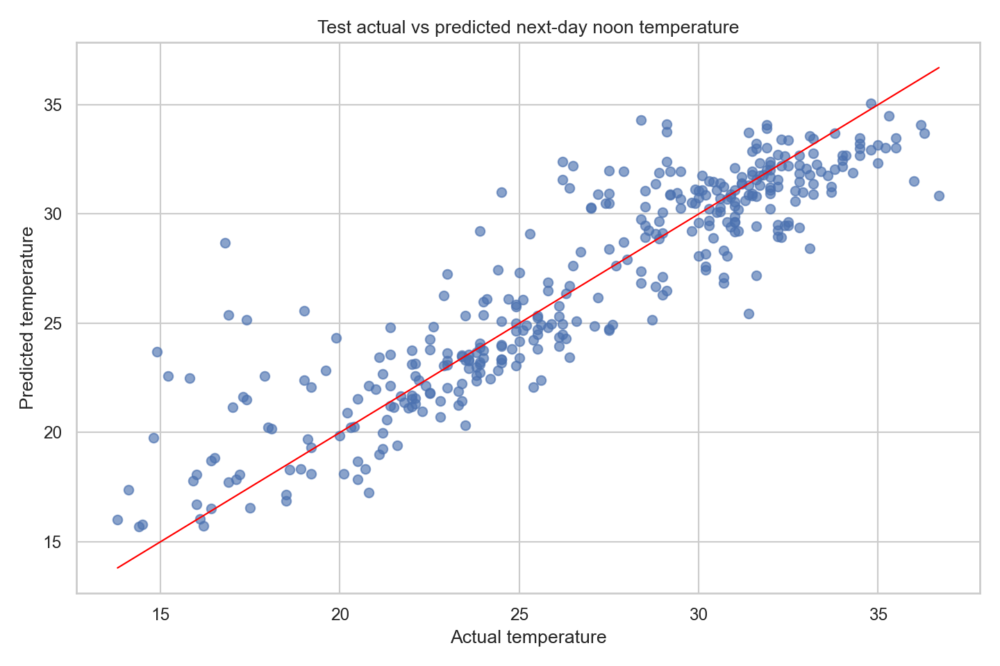 Test actual vs predicted next-day noon temperature
Predicted temperature
35
30
25
20
15
15 20 25 30 35
Actual temperature